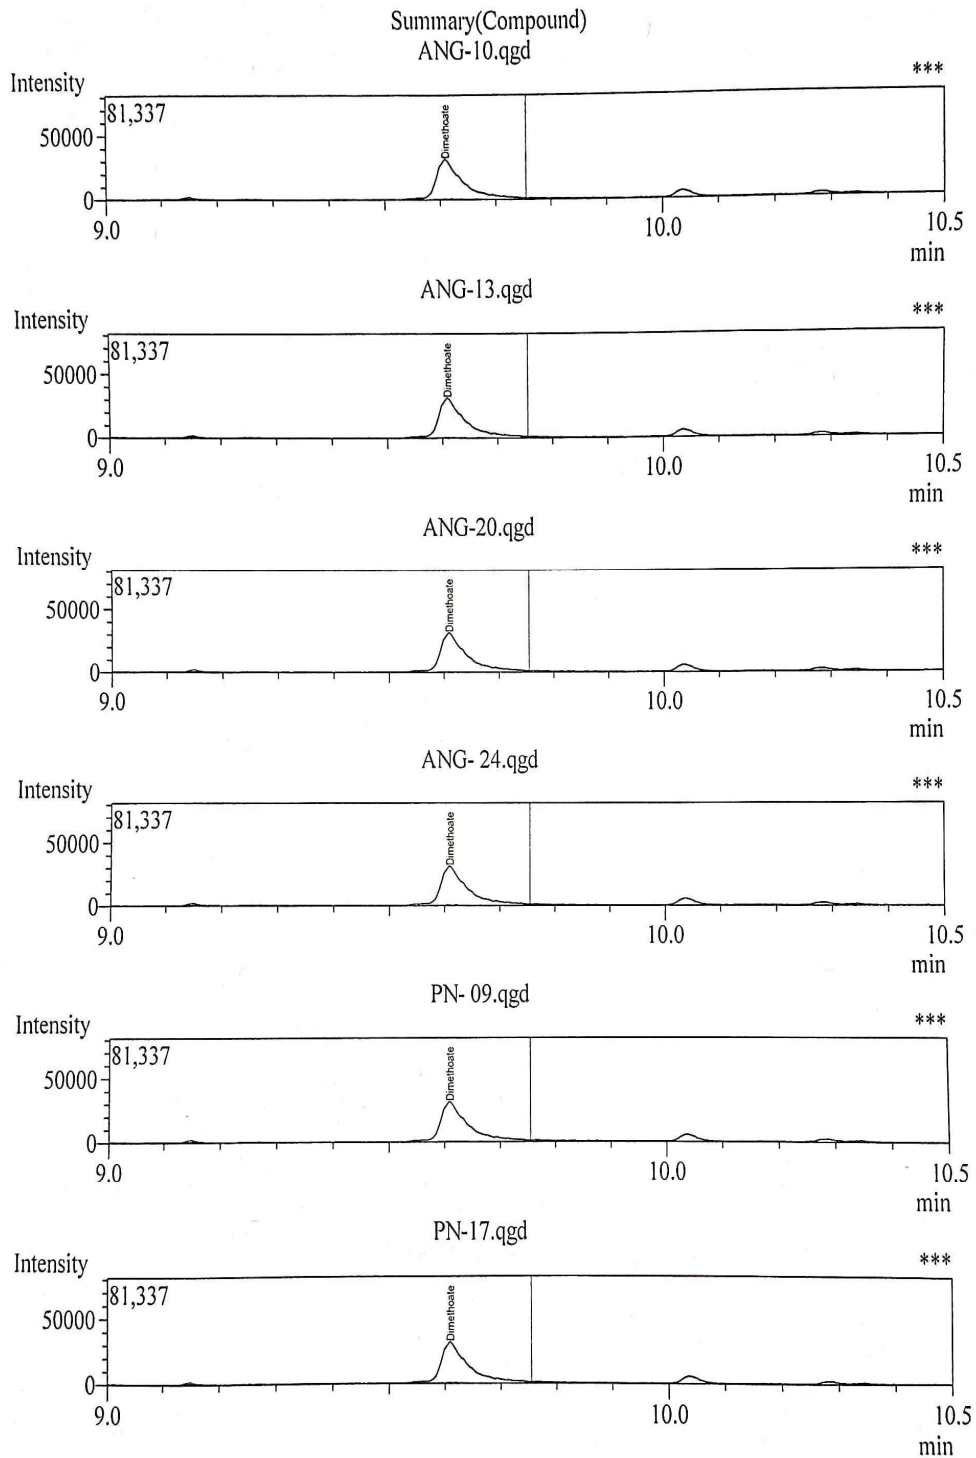 Summary(Compound)
ANG-10.qgd
Intensity ***
81,337
Dimethoate
50000
0
9.0 10.0 10.5
min
ANG-13.qgd
Intensity ***
81,337
Dimethoate
50000
0
9.0 10.0 10.5
min
ANG-20.qgd
Intensity ***
81,337
Dimethoate
50000
0
9.0 10.0 10.5
min
ANG- 24.qgd
Intensity ***
81,337
Dimethoate
50000
0
9.0 10.0 10.5
min
PN- 09.qgd
Intensity ***
81,337
Dimethoate
50000
0
9.0 10.0 10.5
min
PN-17.qgd
Intensity ***
81,337
Dimethoate
50000
0
9.0 10.0 10.5
min